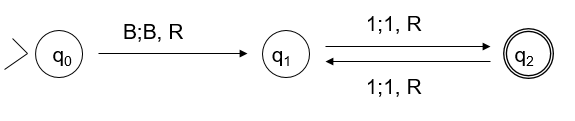 B;B, R
1;1, R
q0
q1
q2
1;1, R